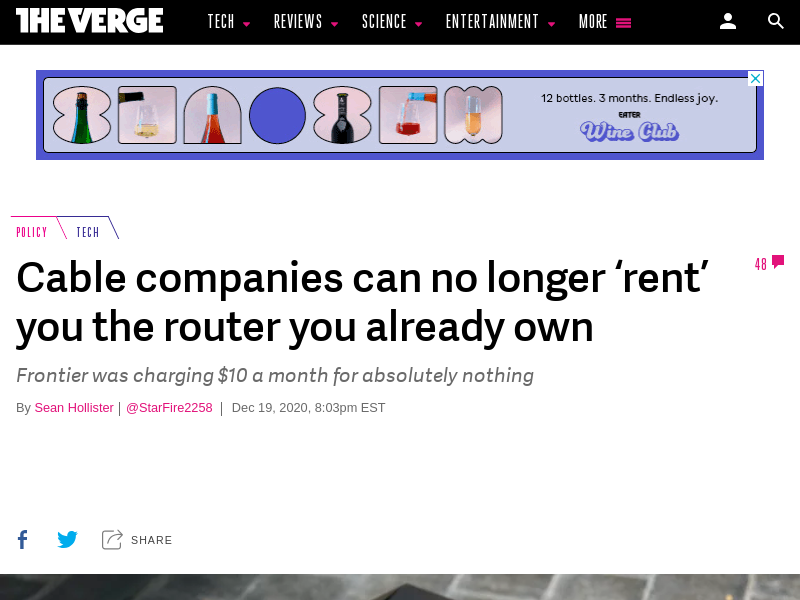 THE VERGE
TECH REVIEWS SCIENCE ENTERTAINMENT MORE
12 bottles. 3 months. Endless joy.
EATER
Wine Club
POLICY TECH
Cable companies can no longer ‘rent’
you the router you already own
48
Frontier was charging $10 a month for absolutely nothing
By Sean Hollister | @StarFire2258 | Dec 19, 2020, 8:03pm EST
SHARE